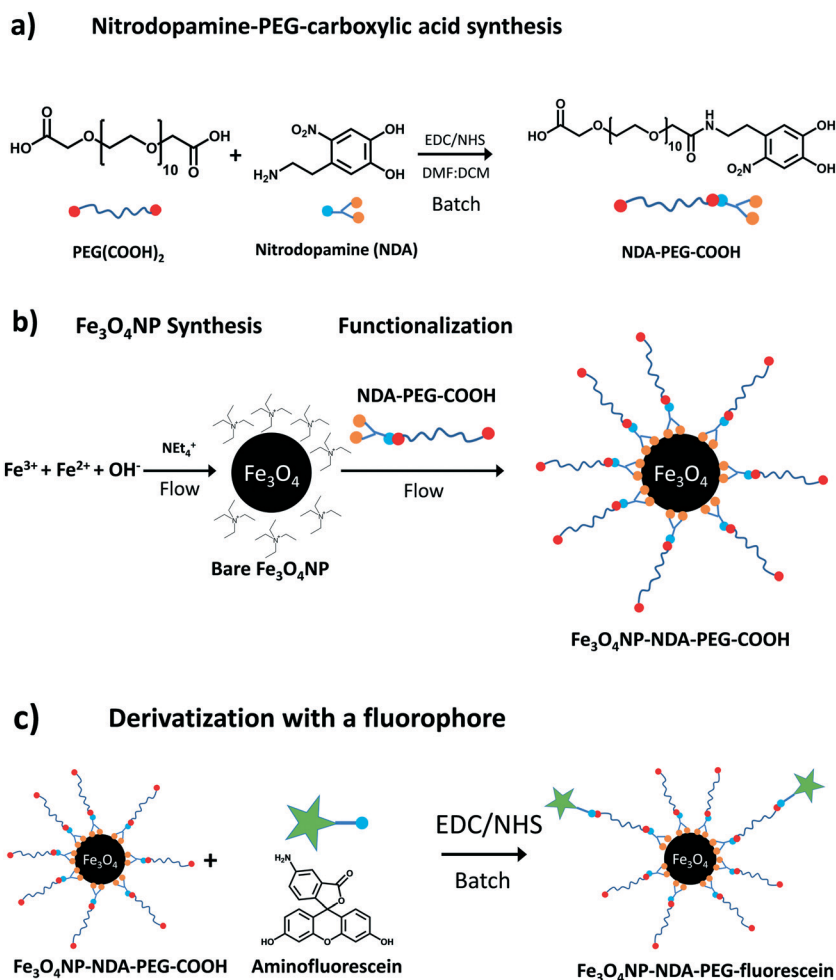 a) Nitrodopamine-PEG-carboxylic acid synthesis
O
HO
O
O
10
O
OH
+
O₂N
H₂N
OH
OH
EDC/NHS
DMF:DCM
Batch
O
HO
O
O
10
O
H
N
O₂N
OH
OH
PEG(COOH)₂
Nitrodopamine (NDA)
NDA-PEG-COOH
b) Fe₃O₄NP Synthesis Functionalization
NDA-PEG-COOH
Fe³⁺ + Fe²⁺ + OH⁻
NEt₄⁺
Flow
N⁺
N⁺
N⁺
N⁺
N⁺
N⁺
N⁺
Fe₃O₄
Bare Fe₃O₄NP
Flow
Fe₃O₄
Fe₃O₄NP-NDA-PEG-COOH
c) Derivatization with a fluorophore
Fe₃O₄
+
H₂N
O
O
HO
O
OH
EDC/NHS
Batch
Fe₃O₄
Fe₃O₄NP-NDA-PEG-COOH
Aminofluorescein
Fe₃O₄NP-NDA-PEG-fluorescein